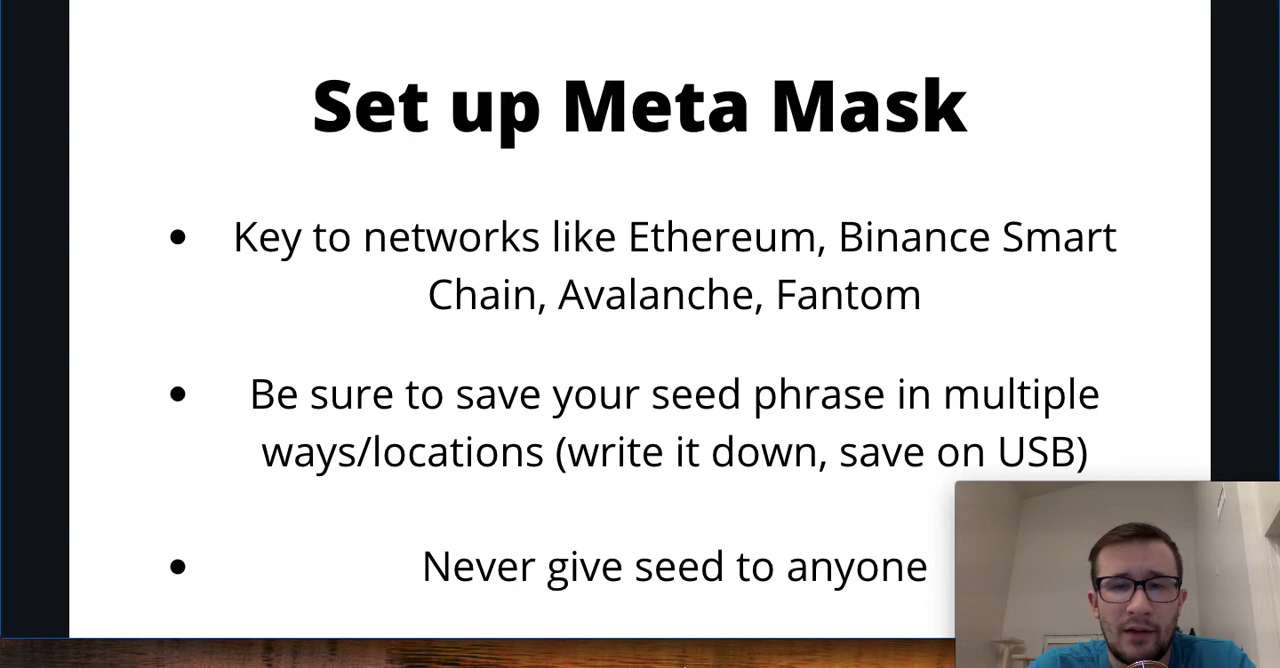 Set up Meta Mask
• Key to networks like Ethereum, Binance Smart
Chain, Avalanche, Fantom
• Be sure to save your seed phrase in multiple
ways/locations (write it down, save on USB)
• Never give seed to anyone